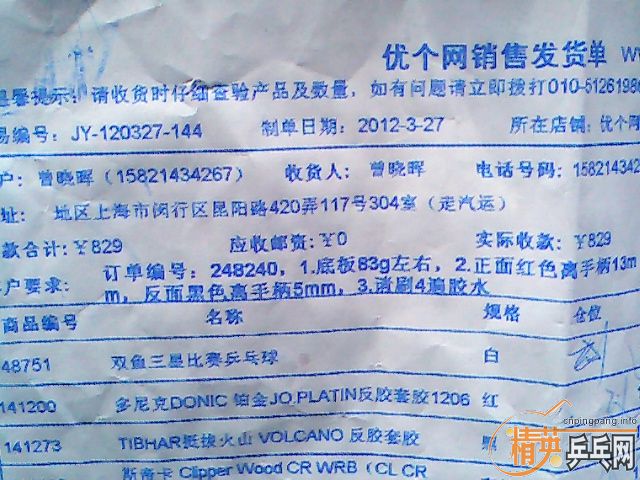 优个网销售发货单 ww
温馨提示：请收货时仔细查验产品及数量，如有问题请立即拨打010-5126198
易编号：JY-120327-144 制单日期：2012-3-27 所在店铺：优个网
户：曾晓晖（15821434267） 收货人：曾晓晖 电话号码：158214342
址：地区上海市闵行区昆阳路420弄117号304室（走汽运）
款合计：￥829 应收邮资：￥0 实际收款：￥829
户要求：订单编号：248240，1.底板83g左右，2.正面红色离手柄13m
m，反面黑色离手柄5mm，3.请刷4遍胶水
商品编号 名称 规格 仓位
48751 双鱼三星比赛乒乓球 白
141200 多尼克DONIC 铂金JO.PLATIN反胶套胶1206 红
141273 TIBHAR挺拔火山 VOLCANO 反胶套胶 黑
斯帝卡 Clipper Wood CR WRB（CL CR
cnpingpang.info
精英乒乓网